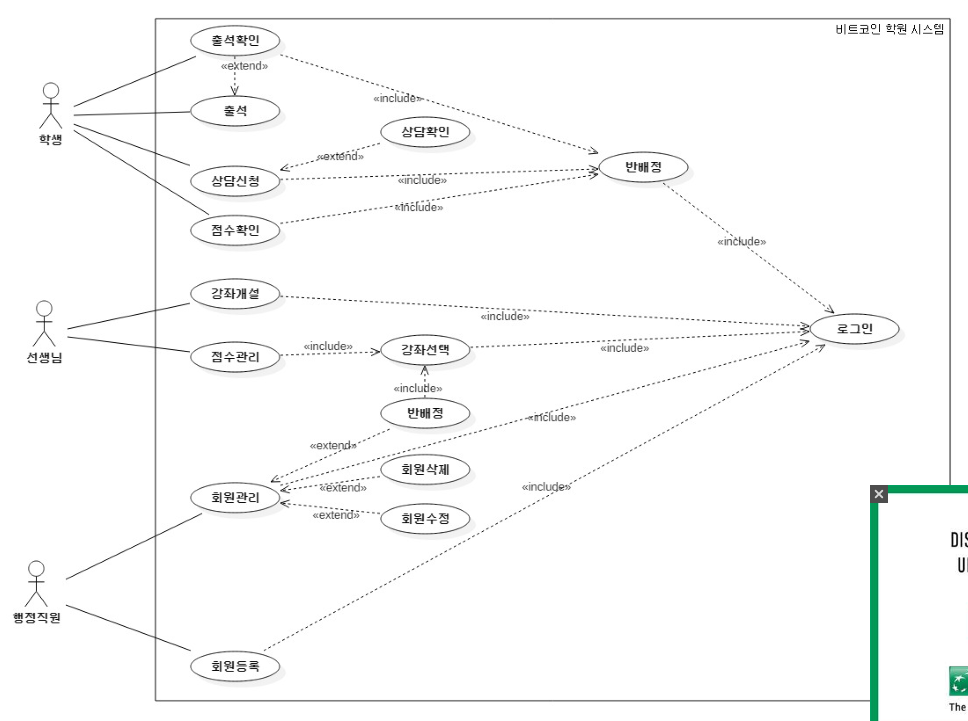 비트코인 학원 시스템
출석확인
«extend»
«include»
출석
학생
상담확인
«extend»
상담신청
«include»
반배정
«include»
점수확인
«include»
강좌개설
«include»
로그인
선생님
점수관리
«include»
강좌선택
«include»
«include»
반배정
«include»
«extend»
회원삭제
회원관리
«extend»
«include»
«extend»
회원수정
행정직원
회원등록
The